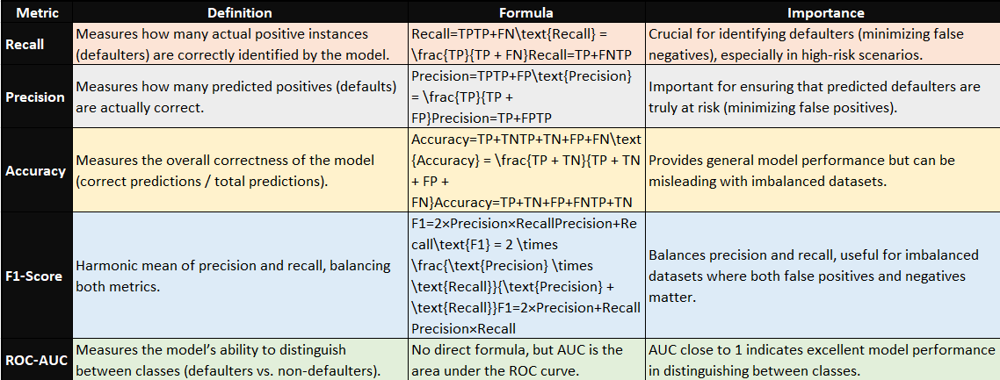 Metric Definition Formula Importance
Recall
Measures how many actual positive instances
(defaulters) are correctly identified by the model.
Recall=TPTP+FN\text{Recall} =
\frac{TP}{TP + FN}Recall=TP+FNTP
Crucial for identifying defaulters (minimizing false
negatives), especially in high-risk scenarios.
Precision
Measures how many predicted positives (defaults)
are actually correct.
Precision=TPTP+FP\text{Precision}
= \frac{TP}{TP +
FP}Precision=TP+FPTP
Important for ensuring that predicted defaulters are
truly at risk (minimizing false positives).
Accuracy
Measures the overall correctness of the model
(correct predictions / total predictions).
Accuracy=TP+TNTP+TN+FP+FN\text
{Accuracy} = \frac{TP + TN}{TP + TN
+ FP +
FN}Accuracy=TP+TN+FP+FNTP+TN
Provides general model performance but can be
misleading with imbalanced datasets.
F1-Score
Harmonic mean of precision and recall, balancing
both metrics.
F1=2×Precision×RecallPrecision+Re
call\text{F1} = 2 \times
\frac{\text{Precision} \times
\text{Recall}}{\text{Precision} +
\text{Recall}}F1=2×Precision+Recall
Precision×Recall
Balances precision and recall, useful for imbalanced
datasets where both false positives and negatives
matter.
ROC-AUC
Measures the model’s ability to distinguish
between classes (defaulters vs. non-defaulters).
No direct formula, but AUC is the
area under the ROC curve.
AUC close to 1 indicates excellent model performance
in distinguishing between classes.